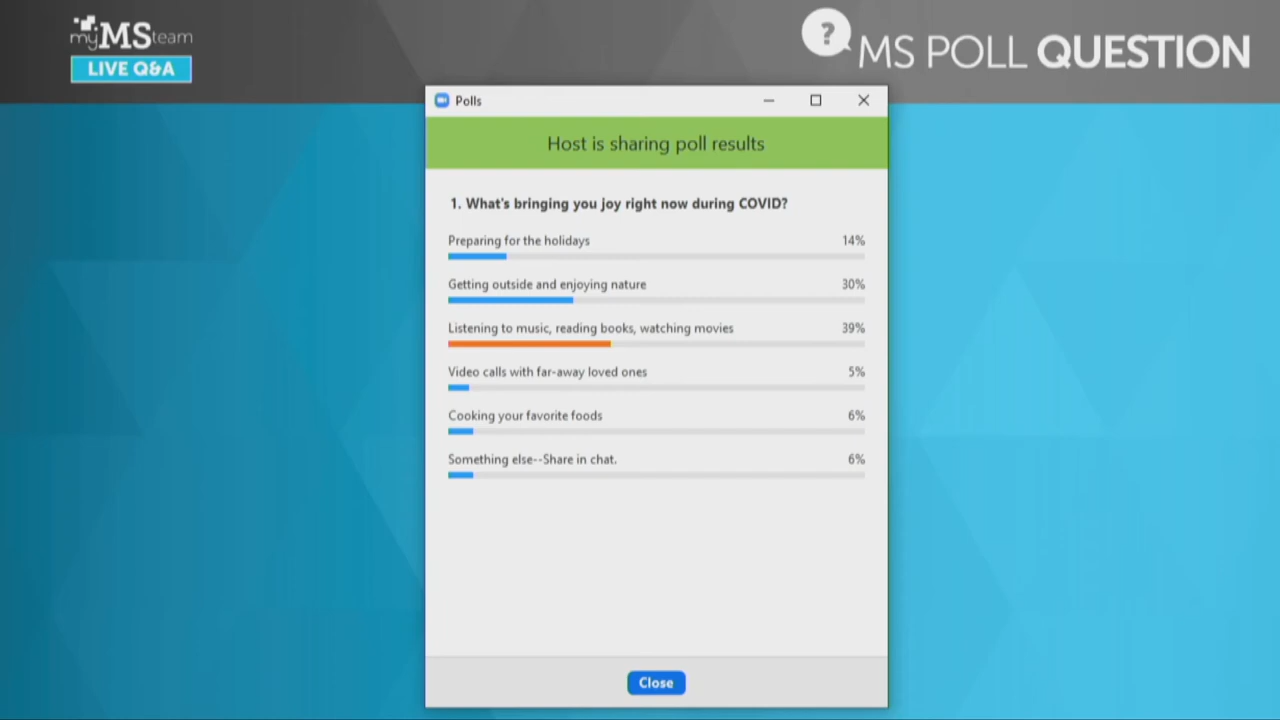 myMSteam
LIVE Q&A
?
MS POLL QUESTION
Polls
Host is sharing poll results
1. What's bringing you joy right now during COVID?
Preparing for the holidays 14%
Getting outside and enjoying nature 30%
Listening to music, reading books, watching movies 39%
Video calls with far-away loved ones 5%
Cooking your favorite foods 6%
Something else--Share in chat. 6%
Close